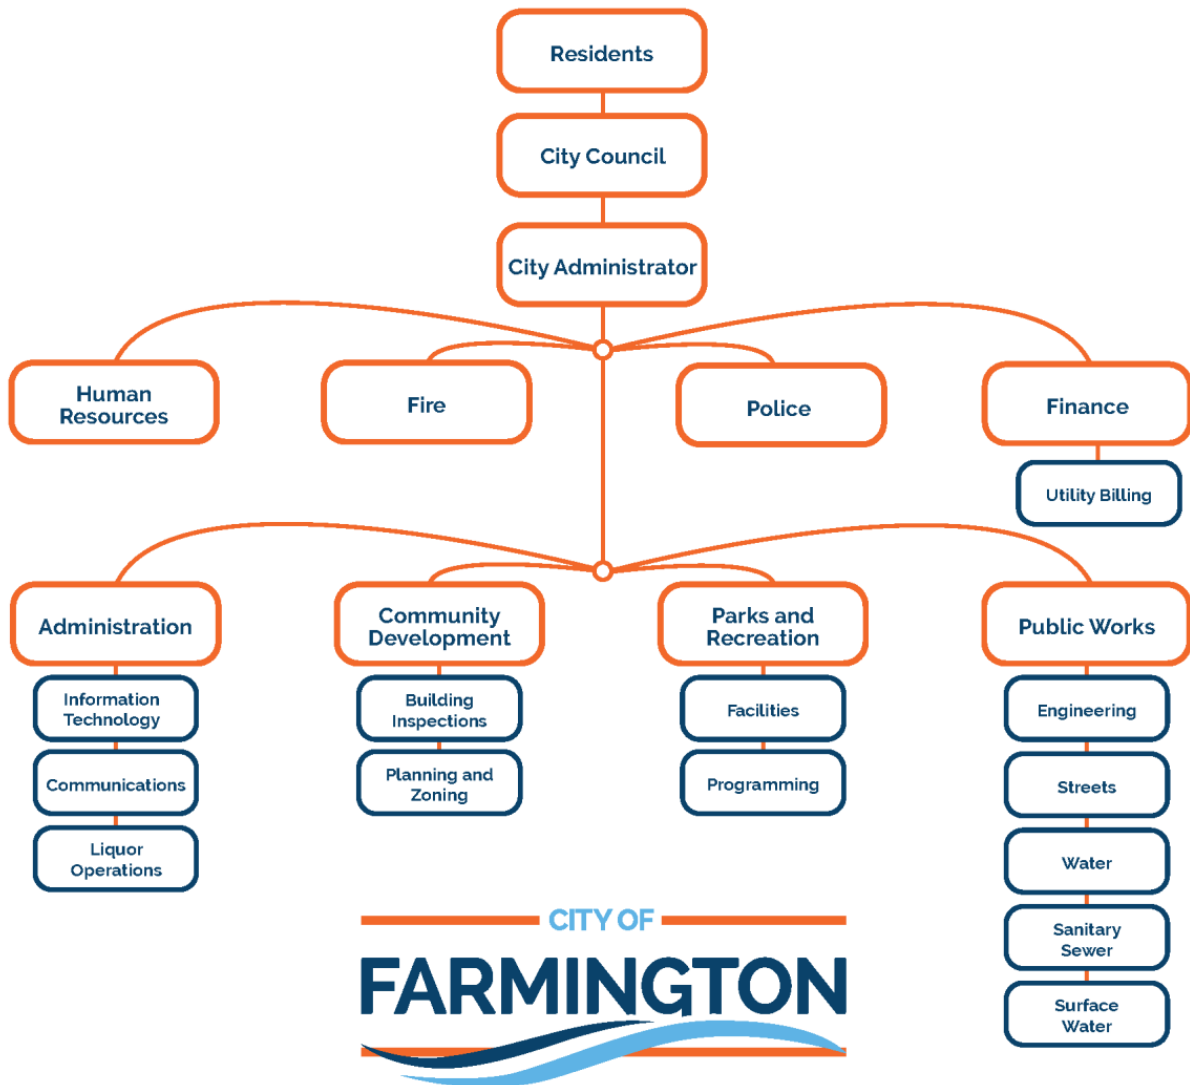 Residents
City Council
City Administrator
Human
Resources
Fire
Police
Finance
Utility Billing
Administration
Community
Development
Parks and
Recreation
Public Works
Information
Technology
Building
Inspections
Facilities
Engineering
Communications
Planning and
Zoning
Programming
Streets
Liquor
Operations
Water
Sanitary
Sewer
Surface
Water
CITY OF
FARMINGTON